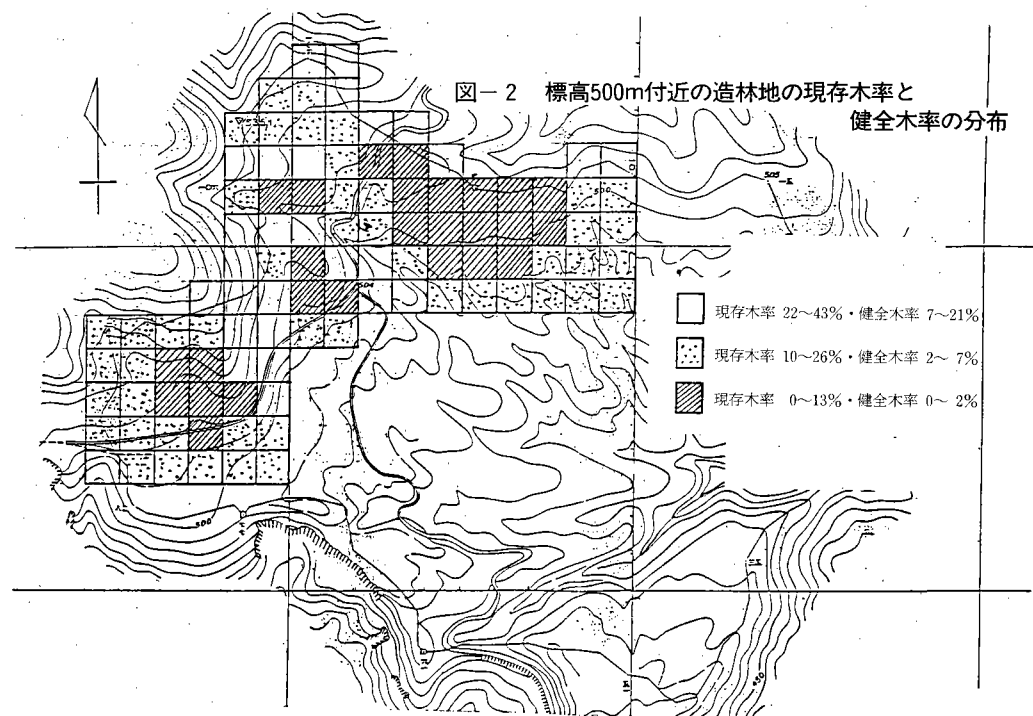 図－2 標高500m付近の造林地の現存木率と
健全木率の分布
505
500
504
現存木率 22〜43%・健全木率 7〜21%
現存木率 10〜26%・健全木率 2〜 7%
現存木率 0〜13%・健全木率 0〜 2%
500
450